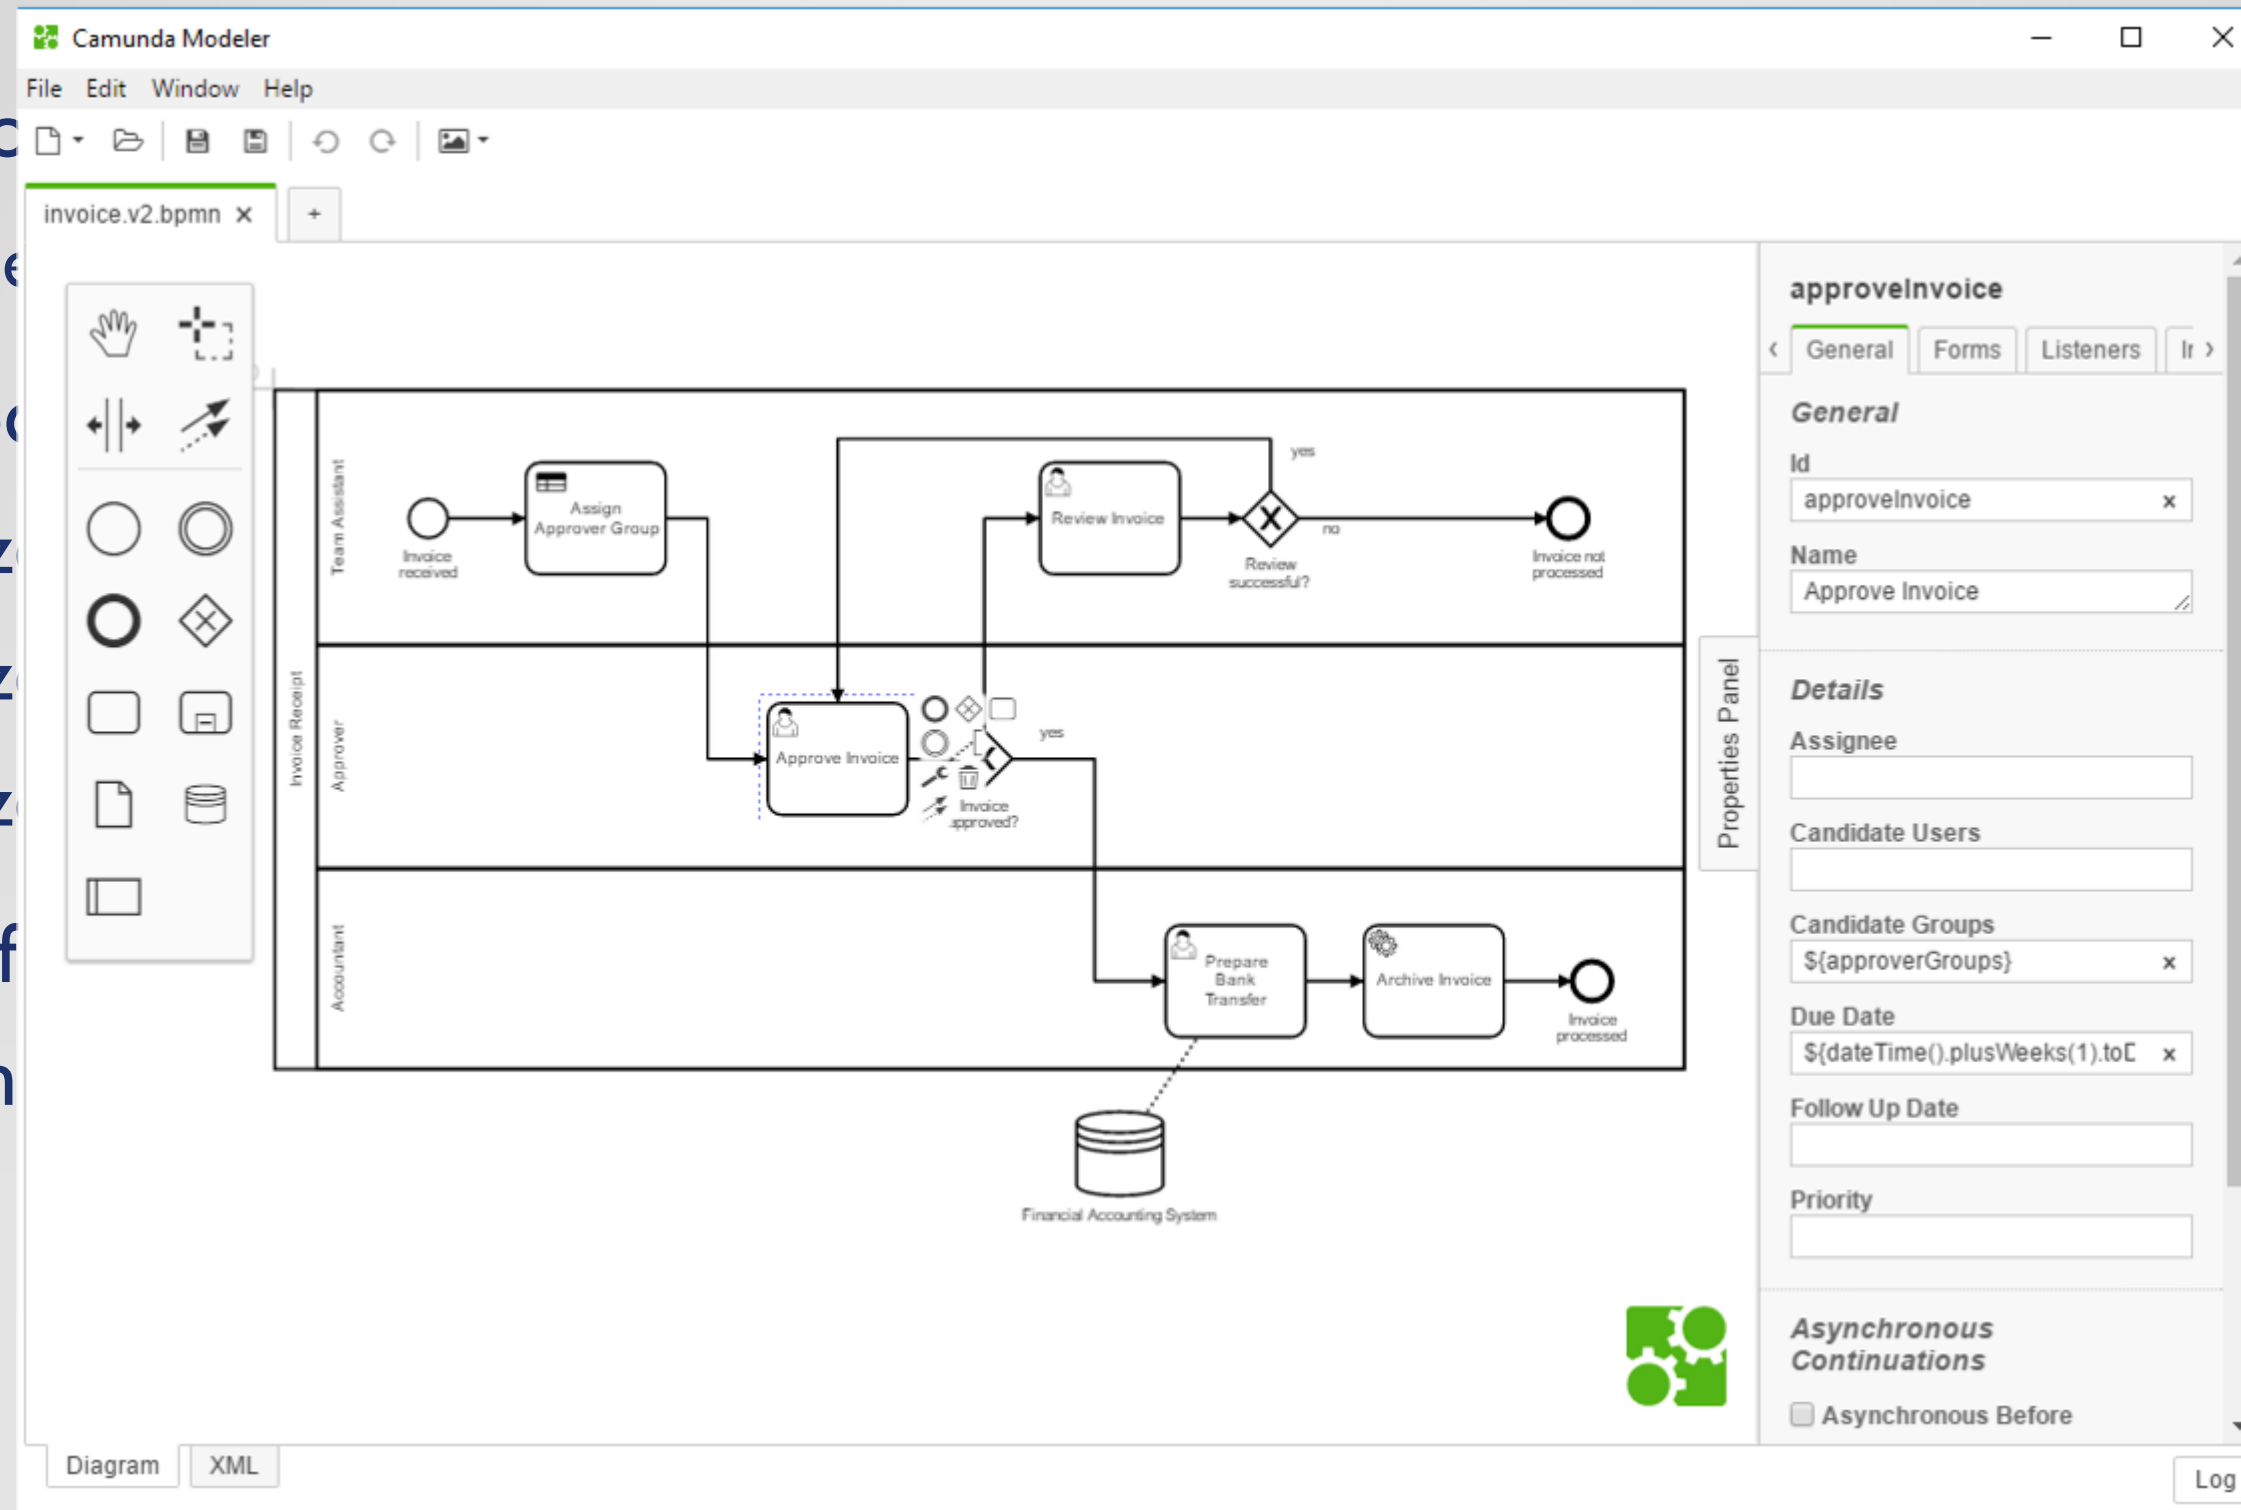 Camunda Modeler
File Edit Window Help
invoice.v2.bpmn ×
+
Invoice Receipt
Team Assistant
Invoice
received
Assign
Approver Group
Review Invoice
yes
no
Review
successful?
Invoice not
processed
Approver
Approve Invoice
yes
Invoice
approved?
Accountant
Prepare
Bank
Transfer
Archive Invoice
Invoice
processed
Financial Accounting System
Properties Panel
approveInvoice
General Forms Listeners
General
Id
approveInvoice ×
Name
Approve Invoice
Details
Assignee
Candidate Users
Candidate Groups
${approverGroups} ×
Due Date
${dateTime().plusWeeks(1).toD ×
Follow Up Date
Priority
Asynchronous
Continuations
Asynchronous Before
Diagram XML
Log